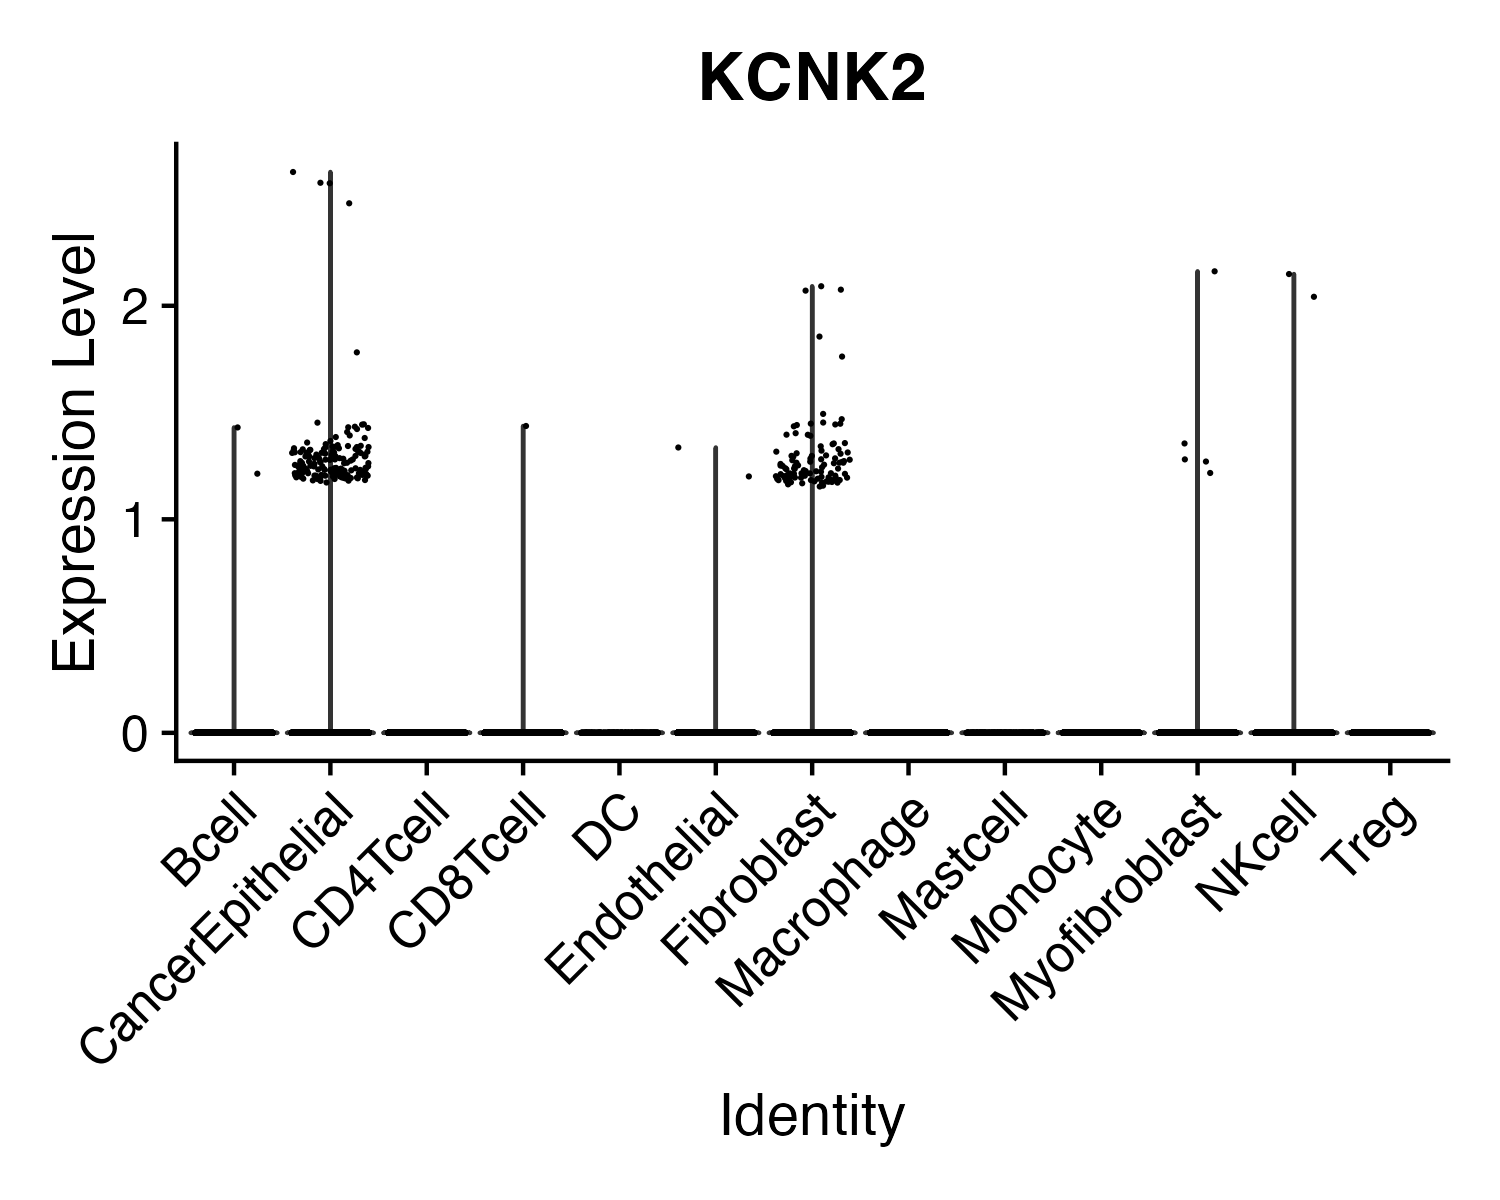 KCNK2
Expression Level
2
1
0
Bcell
CancerEpithelial
CD4Tcell
CD8Tcell
DC
Endothelial
Fibroblast
Macrophage
Mastcell
Monocyte
Myofibroblast
NKcell
Treg
Identity